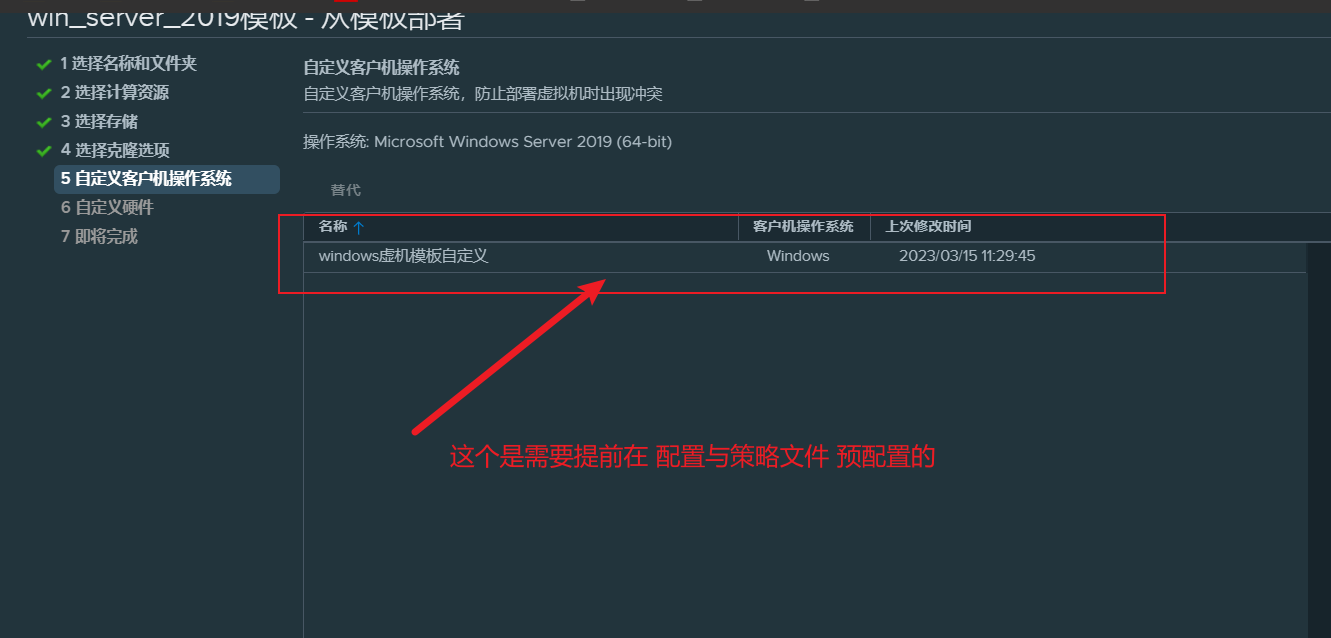 win_server_2019模板 - 从模板部署
1 选择名称和文件夹
2 选择计算资源
3 选择存储
4 选择克隆选项
5 自定义客户机操作系统
6 自定义硬件
7 即将完成
自定义客户机操作系统
自定义客户机操作系统，防止部署虚拟机时出现冲突
操作系统: Microsoft Windows Server 2019 (64-bit)
替代
名称 ↑ 客户机操作系统 上次修改时间
windows虚机模板自定义 Windows 2023/03/15 11:29:45
这个是需要提前在 配置与策略文件 预配置的